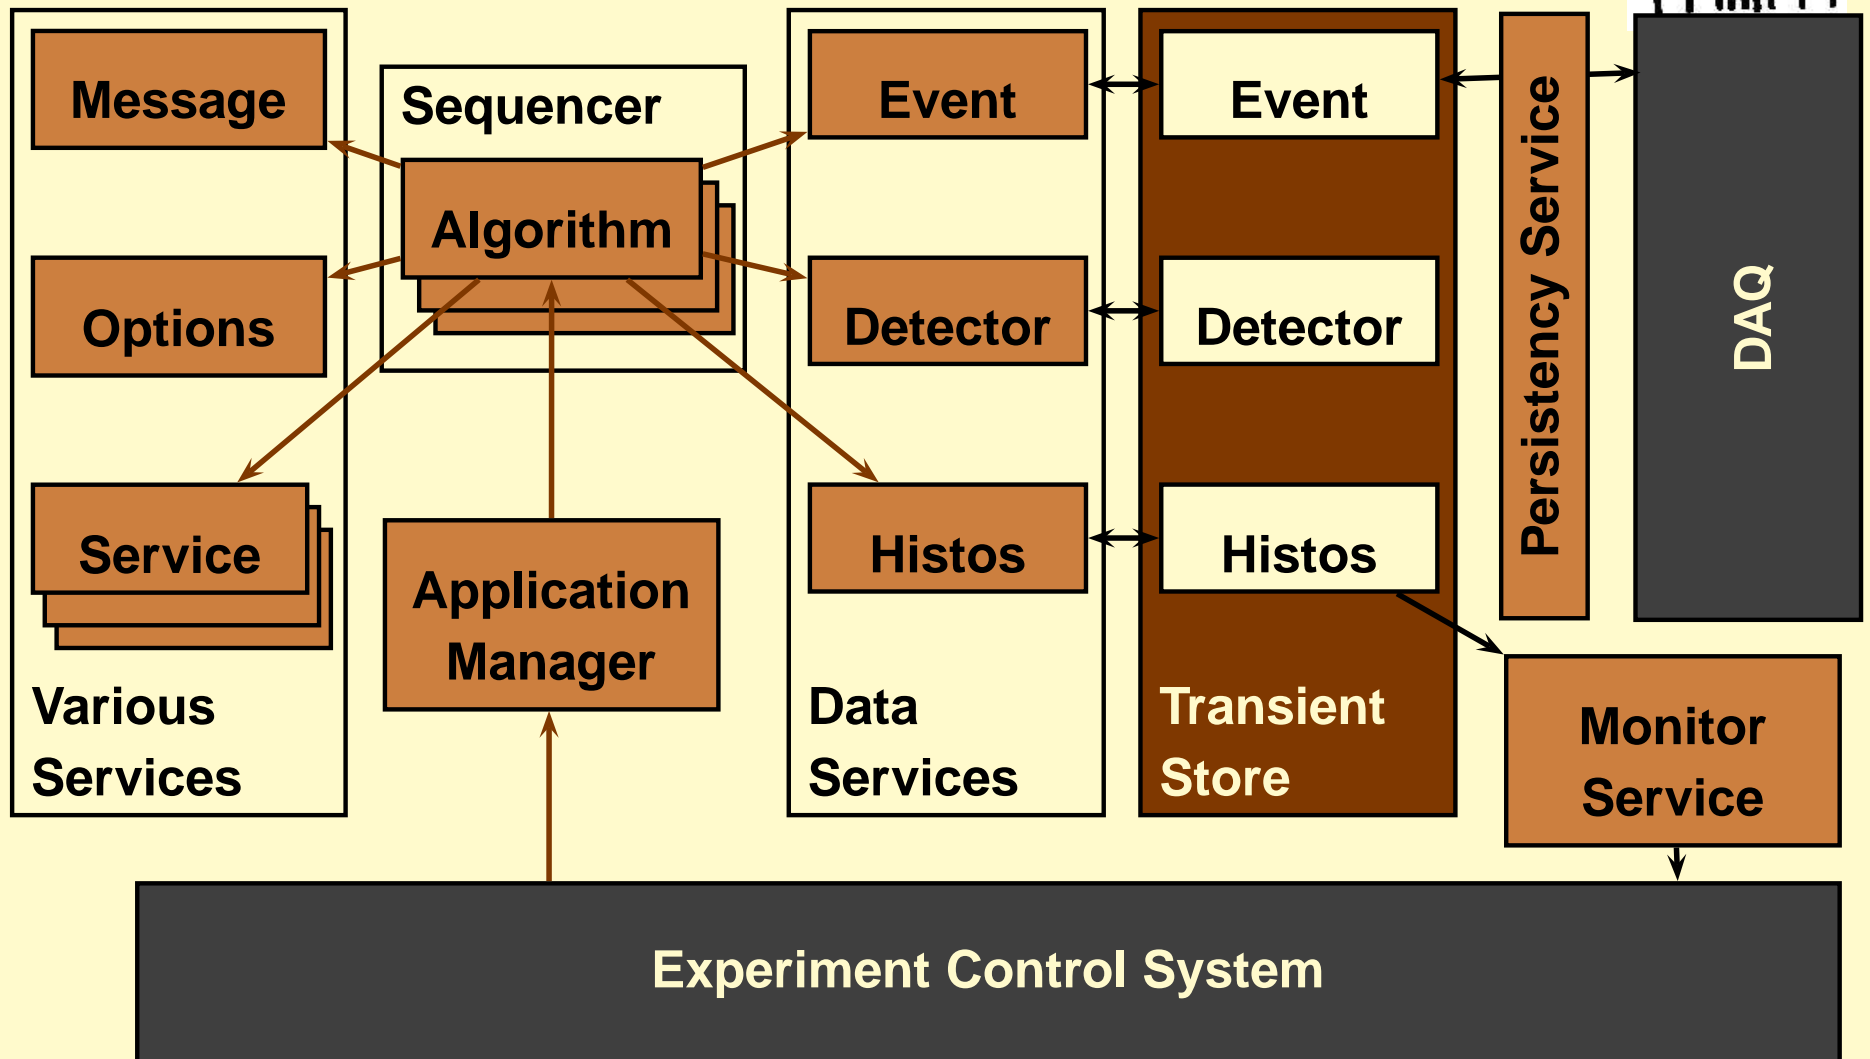 Message
Options
Service
Various
Services
Sequencer
Algorithm
Application
Manager
Event
Detector
Histos
Data
Services
Event
Detector
Histos
Transient
Store
Persistency Service
DAQ
Monitor
Service
Experiment Control System